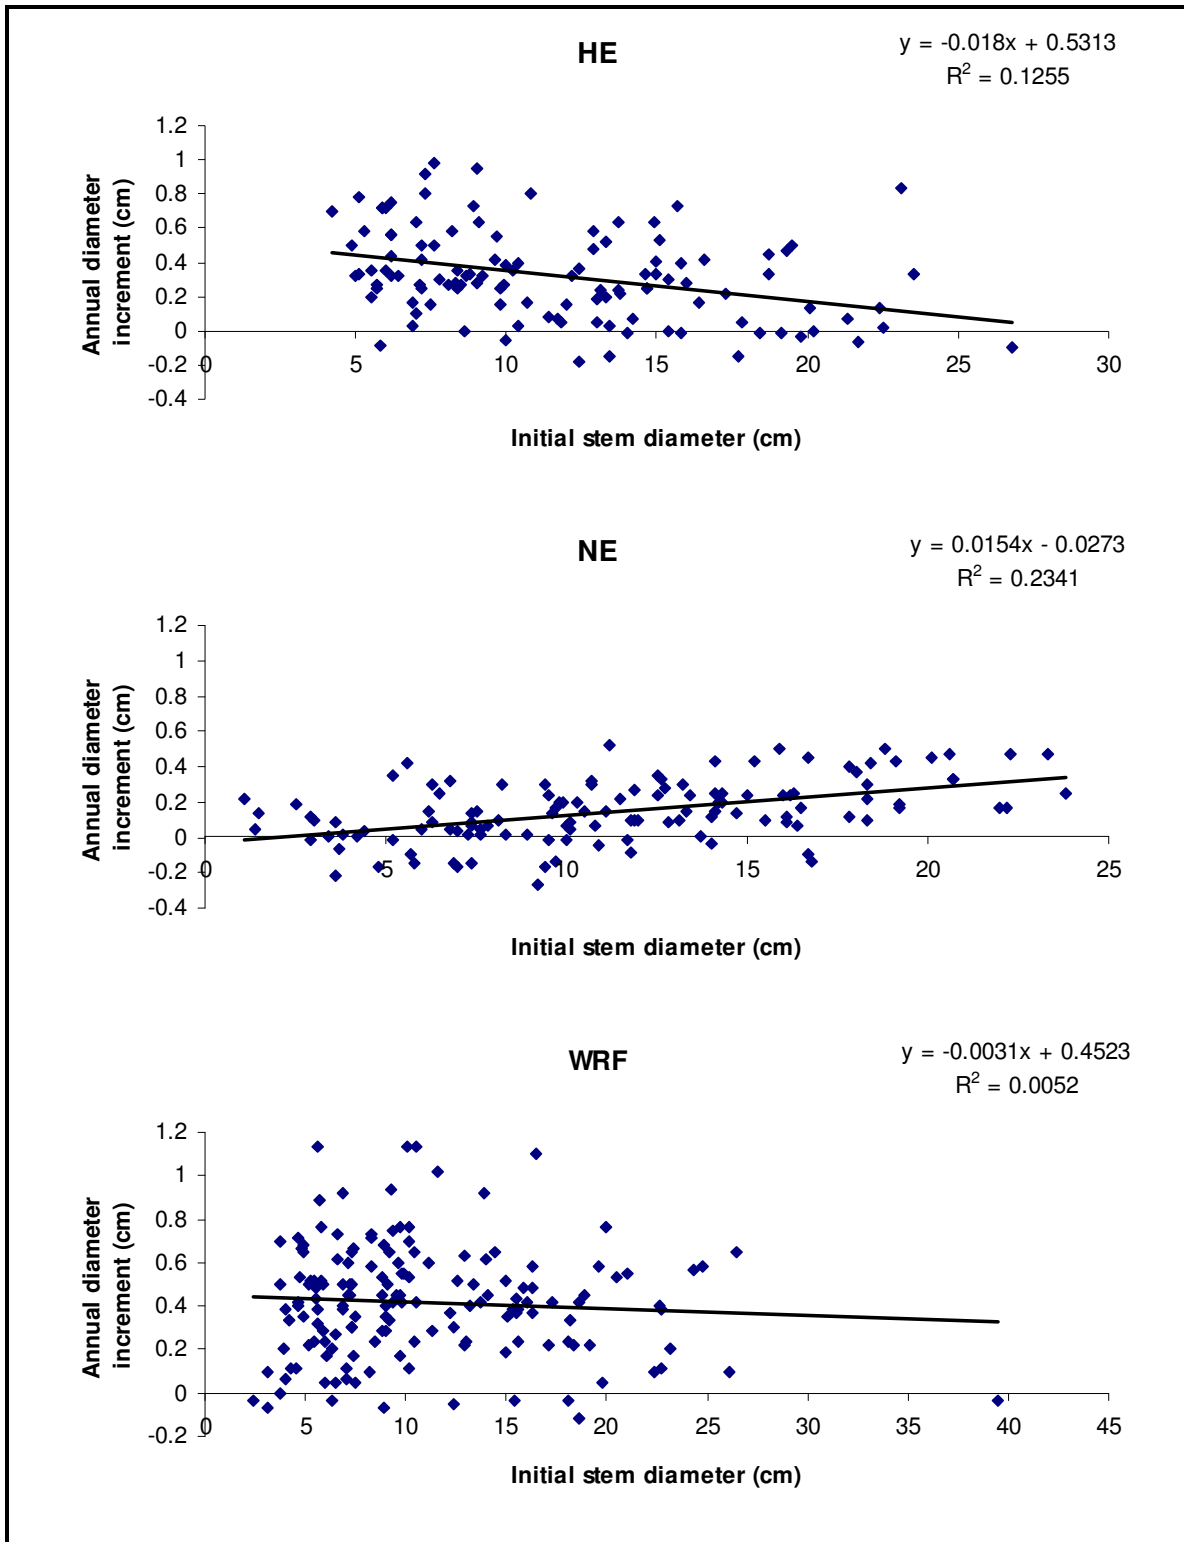 HE
y = -0.018x + 0.5313
R² = 0.1255
Annual diameter
increment (cm)
1.2
1
0.8
0.6
0.4
0.2
0
-0.2
-0.4
0 5 10 15 20 25 30
Initial stem diameter (cm)
NE
y = 0.0154x - 0.0273
R² = 0.2341
Annual diameter
increment (cm)
1.2
1
0.8
0.6
0.4
0.2
0
-0.2
-0.4
0 5 10 15 20 25
Initial stem diameter (cm)
WRF
y = -0.0031x + 0.4523
R² = 0.0052
Annual diameter
increment (cm)
1.2
1
0.8
0.6
0.4
0.2
0
-0.2
0 5 10 15 20 25 30 35 40 45
Initial stem diameter (cm)